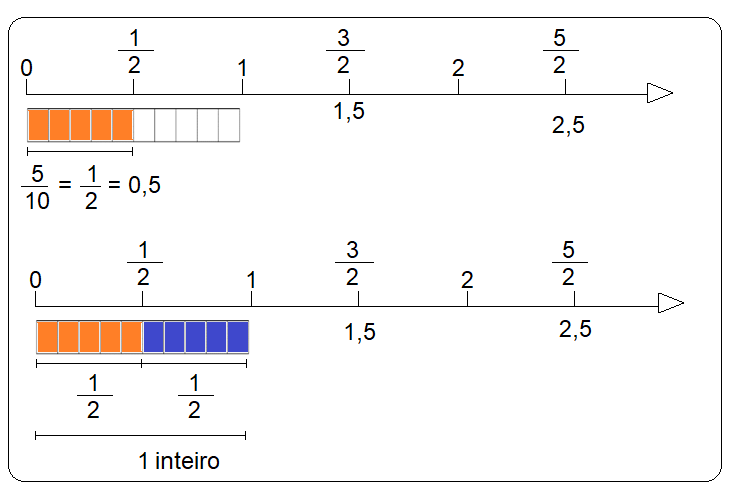 0 1/2 1 3/2 2 5/2
1,5 2,5
5/10 = 1/2 = 0,5
0 1/2 1 3/2 2 5/2
1,5 2,5
1/2 1/2
1 inteiro